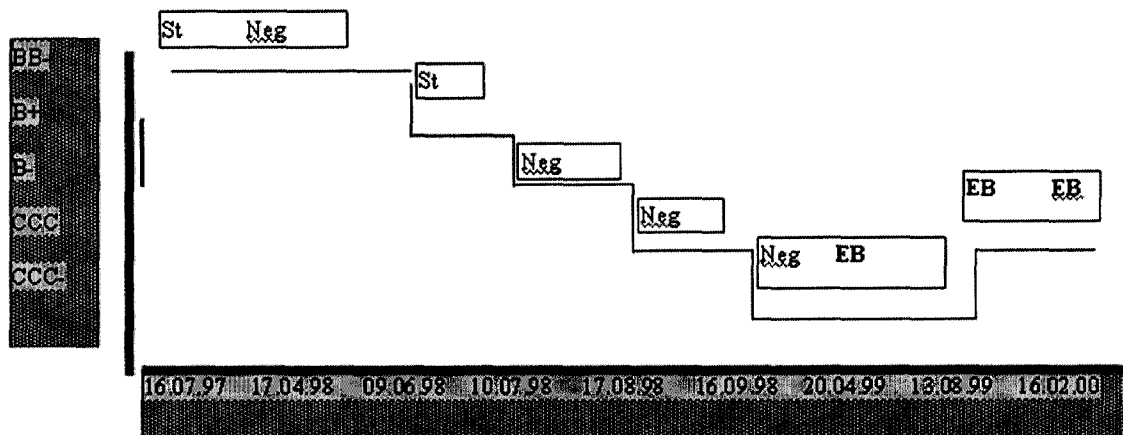 St Neg
BB-
St
B+
Neg
B-
EB EB
Neg
CCC
Neg EB
CCC-
16.07.97 17.04.98 09.06.98 10.07.98 17.08.98 16.09.98 20.04.99 13.08.99 16.02.00